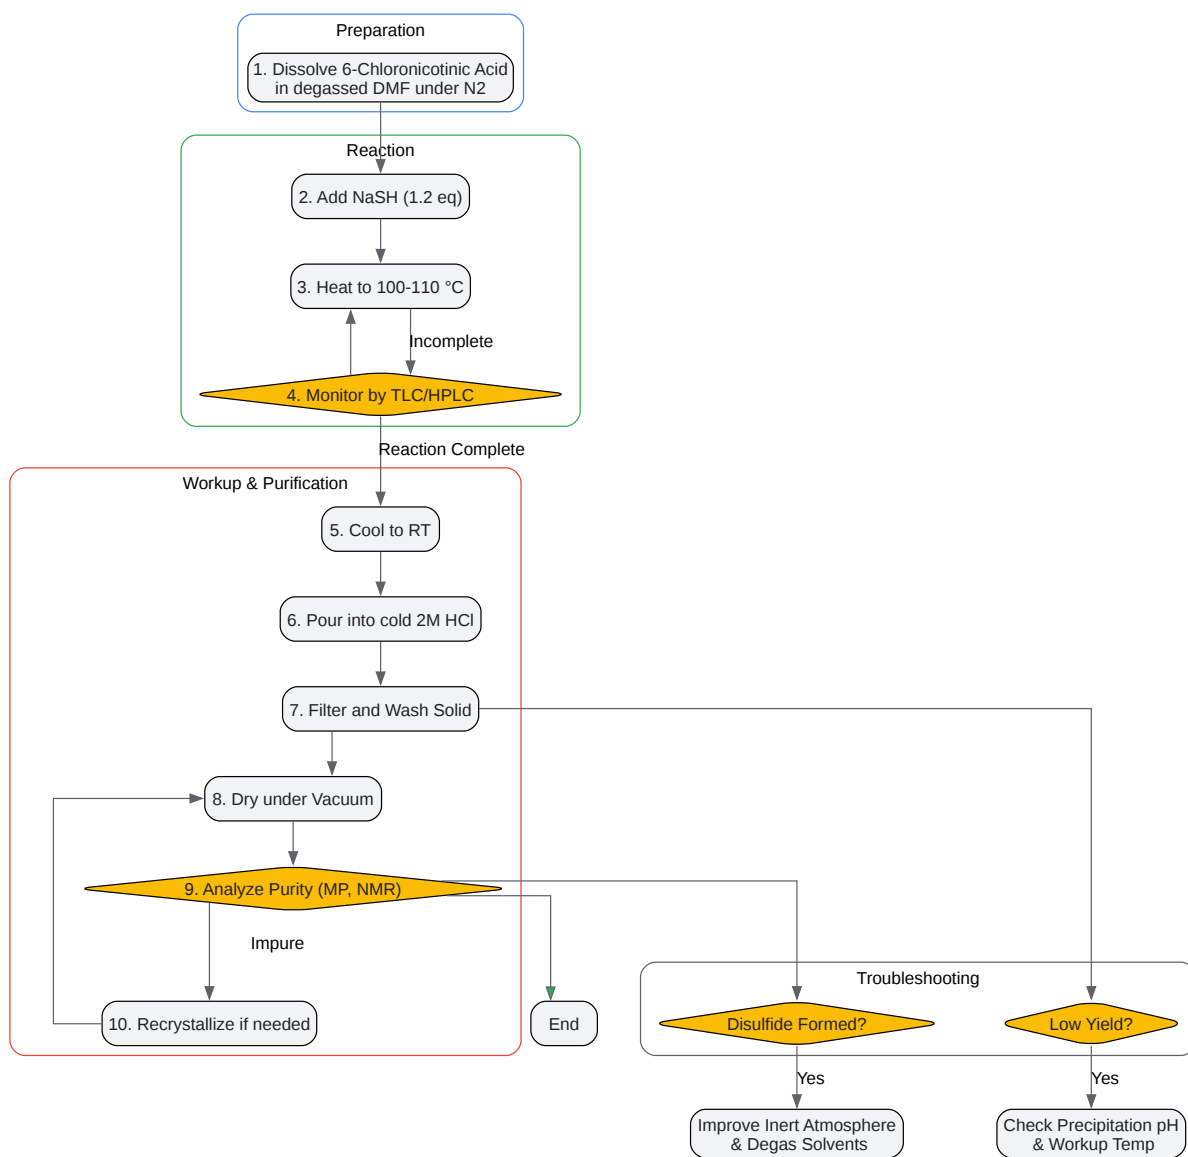 Preparation
1. Dissolve 6-Chloronicotinic Acid
in degassed DMF under N2
Reaction
2. Add NaSH (1.2 eq)
3. Heat to 100-110 °C
Incomplete
4. Monitor by TLC/HPLC
Reaction Complete
Workup & Purification
5. Cool to RT
6. Pour into cold 2M HCl
7. Filter and Wash Solid
8. Dry under Vacuum
9. Analyze Purity (MP, NMR)
Impure
10. Recrystallize if needed
End
Troubleshooting
Disulfide Formed?
Low Yield?
Yes
Yes
Improve Inert Atmosphere
& Degas Solvents
Check Precipitation pH
& Workup Temp